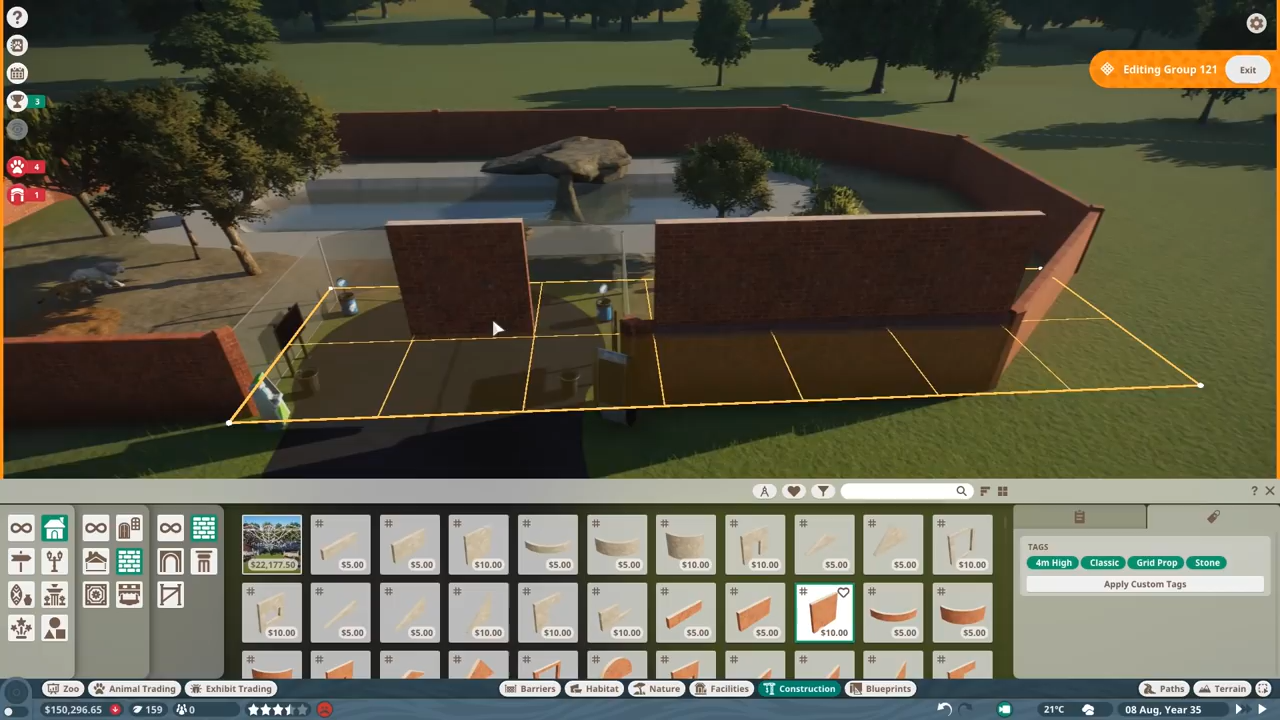 ?
3
4
1
Editing Group 121
Exit
? ×
$22,177.50
$5.00
$5.00
$10.00
$5.00
$5.00
$10.00
$10.00
$5.00
$5.00
$10.00
$10.00
$5.00
$5.00
$10.00
$10.00
$5.00
$5.00
$5.00
$10.00
$5.00
$5.00
TAGS
4m High
Classic
Grid Prop
Stone
Apply Custom Tags
Zoo
Animal Trading
Exhibit Trading
Barriers
Habitat
Nature
Facilities
Construction
Blueprints
Paths
Terrain
$150,296.65
159
0
21°C
08 Aug, Year 35